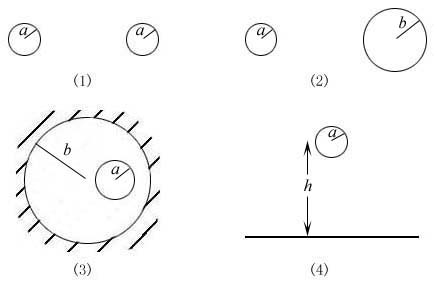 a a a b
(1) (2)
b a a
h
(3) (4)